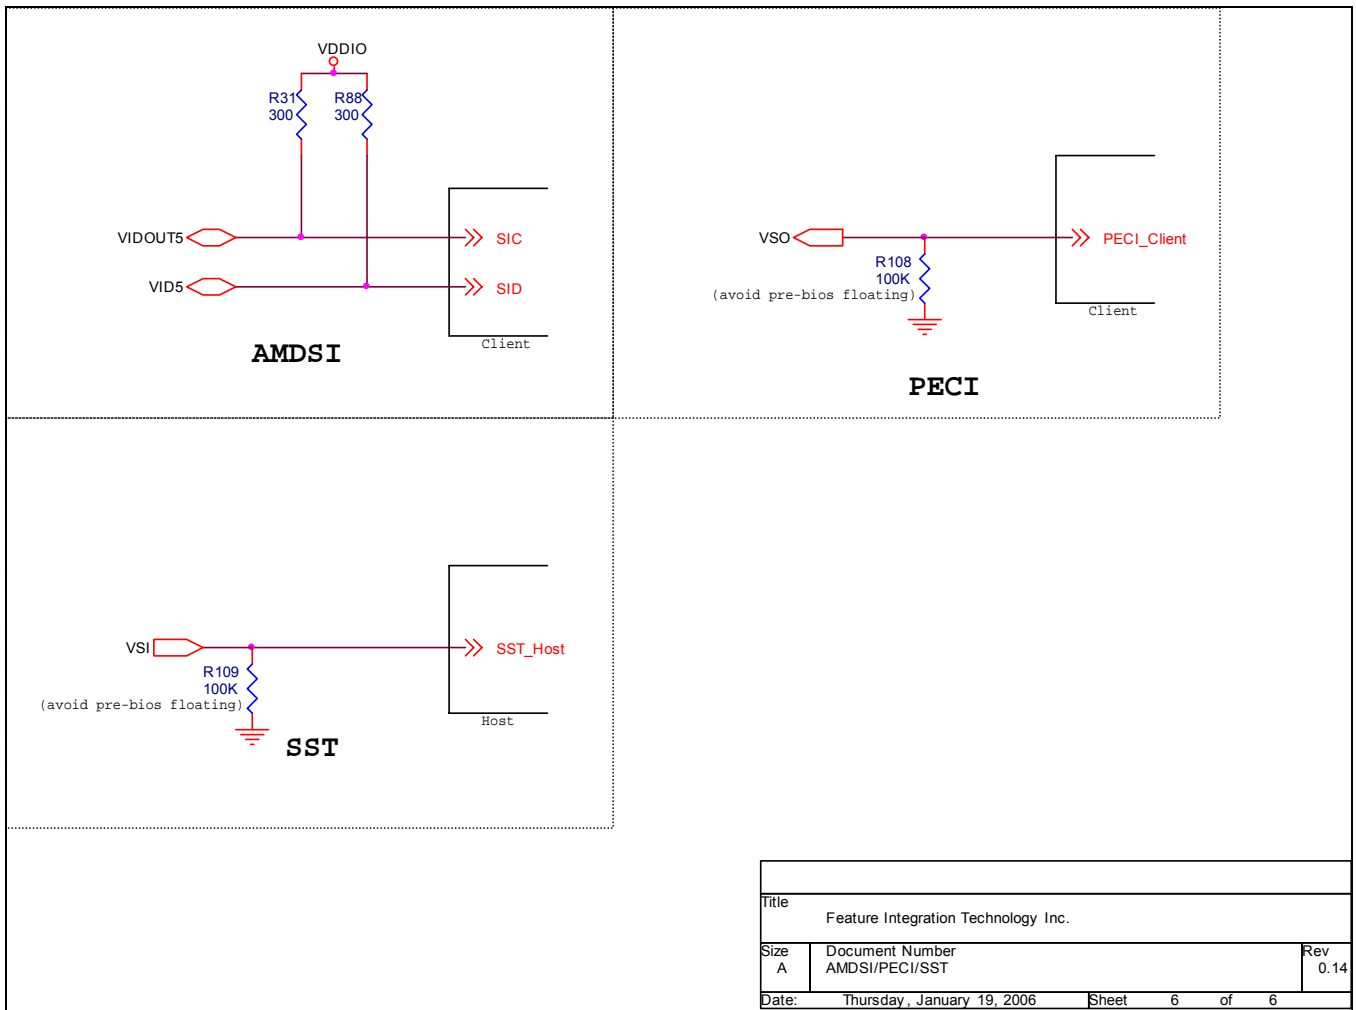 VDDIO
R31
300
R88
300
VIDOUT5
SIC
VID5
SID
Client
AMDSI
VSO
PECI_Client
R108
100K
(avoid pre-bios floating)
Client
PECI
VSI
SST_Host
R109
100K
(avoid pre-bios floating)
Host
SST
Title
Feature Integration Technology Inc.
Size Document Number Rev
A AMDSI/PECI/SST 0.14
Date: Thursday, January 19, 2006 Sheet 6 of 6